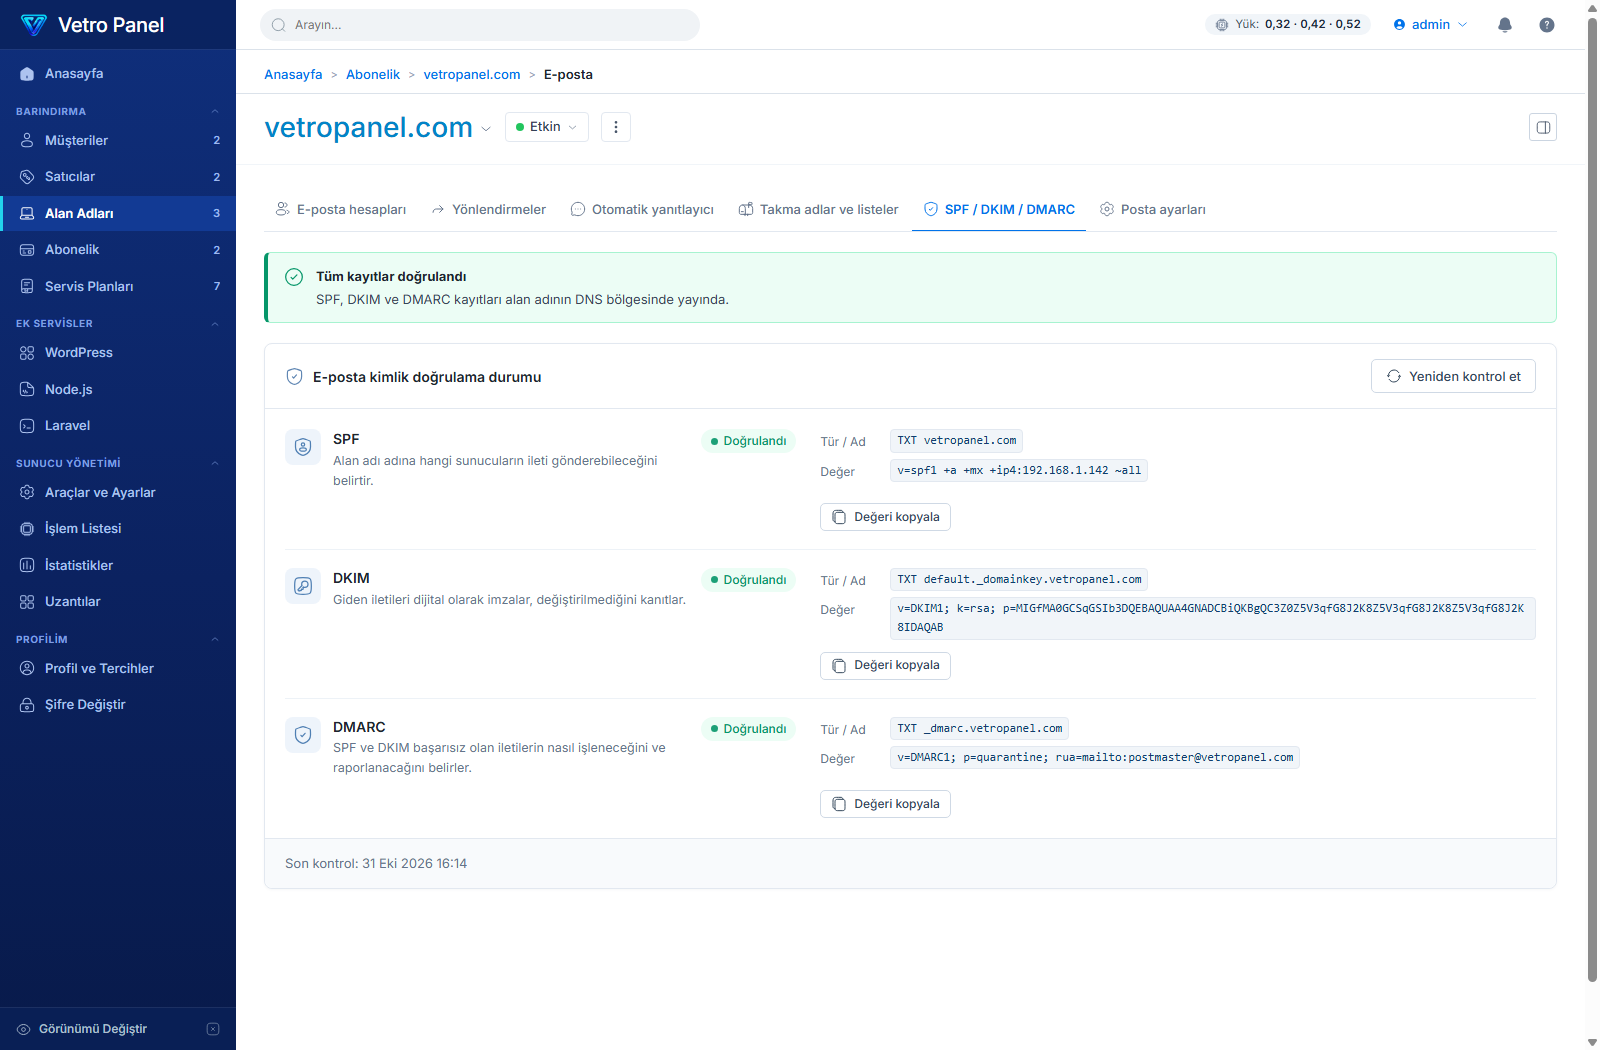 Vetro Panel
Arayın...
Yük: 0,32 · 0,42 · 0,52
admin
Anasayfa
BARINDIRMA
Müşteriler 2
Satıcılar 2
Alan Adları 3
Abonelik 2
Servis Planları 7
EK SERVİSLER
WordPress
Node.js
Laravel
SUNUCU YÖNETİMİ
Araçlar ve Ayarlar
İşlem Listesi
İstatistikler
Uzantılar
PROFİLİM
Profil ve Tercihler
Şifre Değiştir
Görünümü Değiştir
Anasayfa > Abonelik > vetropanel.com > E-posta
vetropanel.com
Etkin
E-posta hesapları
Yönlendirmeler
Otomatik yanıtlayıcı
Takma adlar ve listeler
SPF / DKIM / DMARC
Posta ayarları
Tüm kayıtlar doğrulandı
SPF, DKIM ve DMARC kayıtları alan adının DNS bölgesinde yayında.
E-posta kimlik doğrulama durumu
Yeniden kontrol et
SPF
Alan adı adına hangi sunucuların ileti gönderebileceğini
belirtir.
Doğrulandı
Tür / Ad
TXT vetropanel.com
Değer
v=spf1 +a +mx +ip4:192.168.1.142 ~all
Değeri kopyala
DKIM
Giden iletileri dijital olarak imzalar, değiştirilmediğini kanıtlar.
Doğrulandı
Tür / Ad
TXT default._domainkey.vetropanel.com
Değer
v=DKIM1; k=rsa; p=MIGfMA0GCSqGSIb3DQEBAQUAA4GNADCBiQKBgQC3Z0Z5V3qfG8J2K8Z5V3qfG8J2K8Z5V3qfG8J2K
8IDAQAB
Değeri kopyala
DMARC
SPF ve DKIM başarısız olan iletilerin nasıl işleneceğini ve
raporlanacağını belirler.
Doğrulandı
Tür / Ad
TXT _dmarc.vetropanel.com
Değer
v=DMARC1; p=quarantine; rua=mailto:postmaster@vetropanel.com
Değeri kopyala
Son kontrol: 31 Eki 2026 16:14